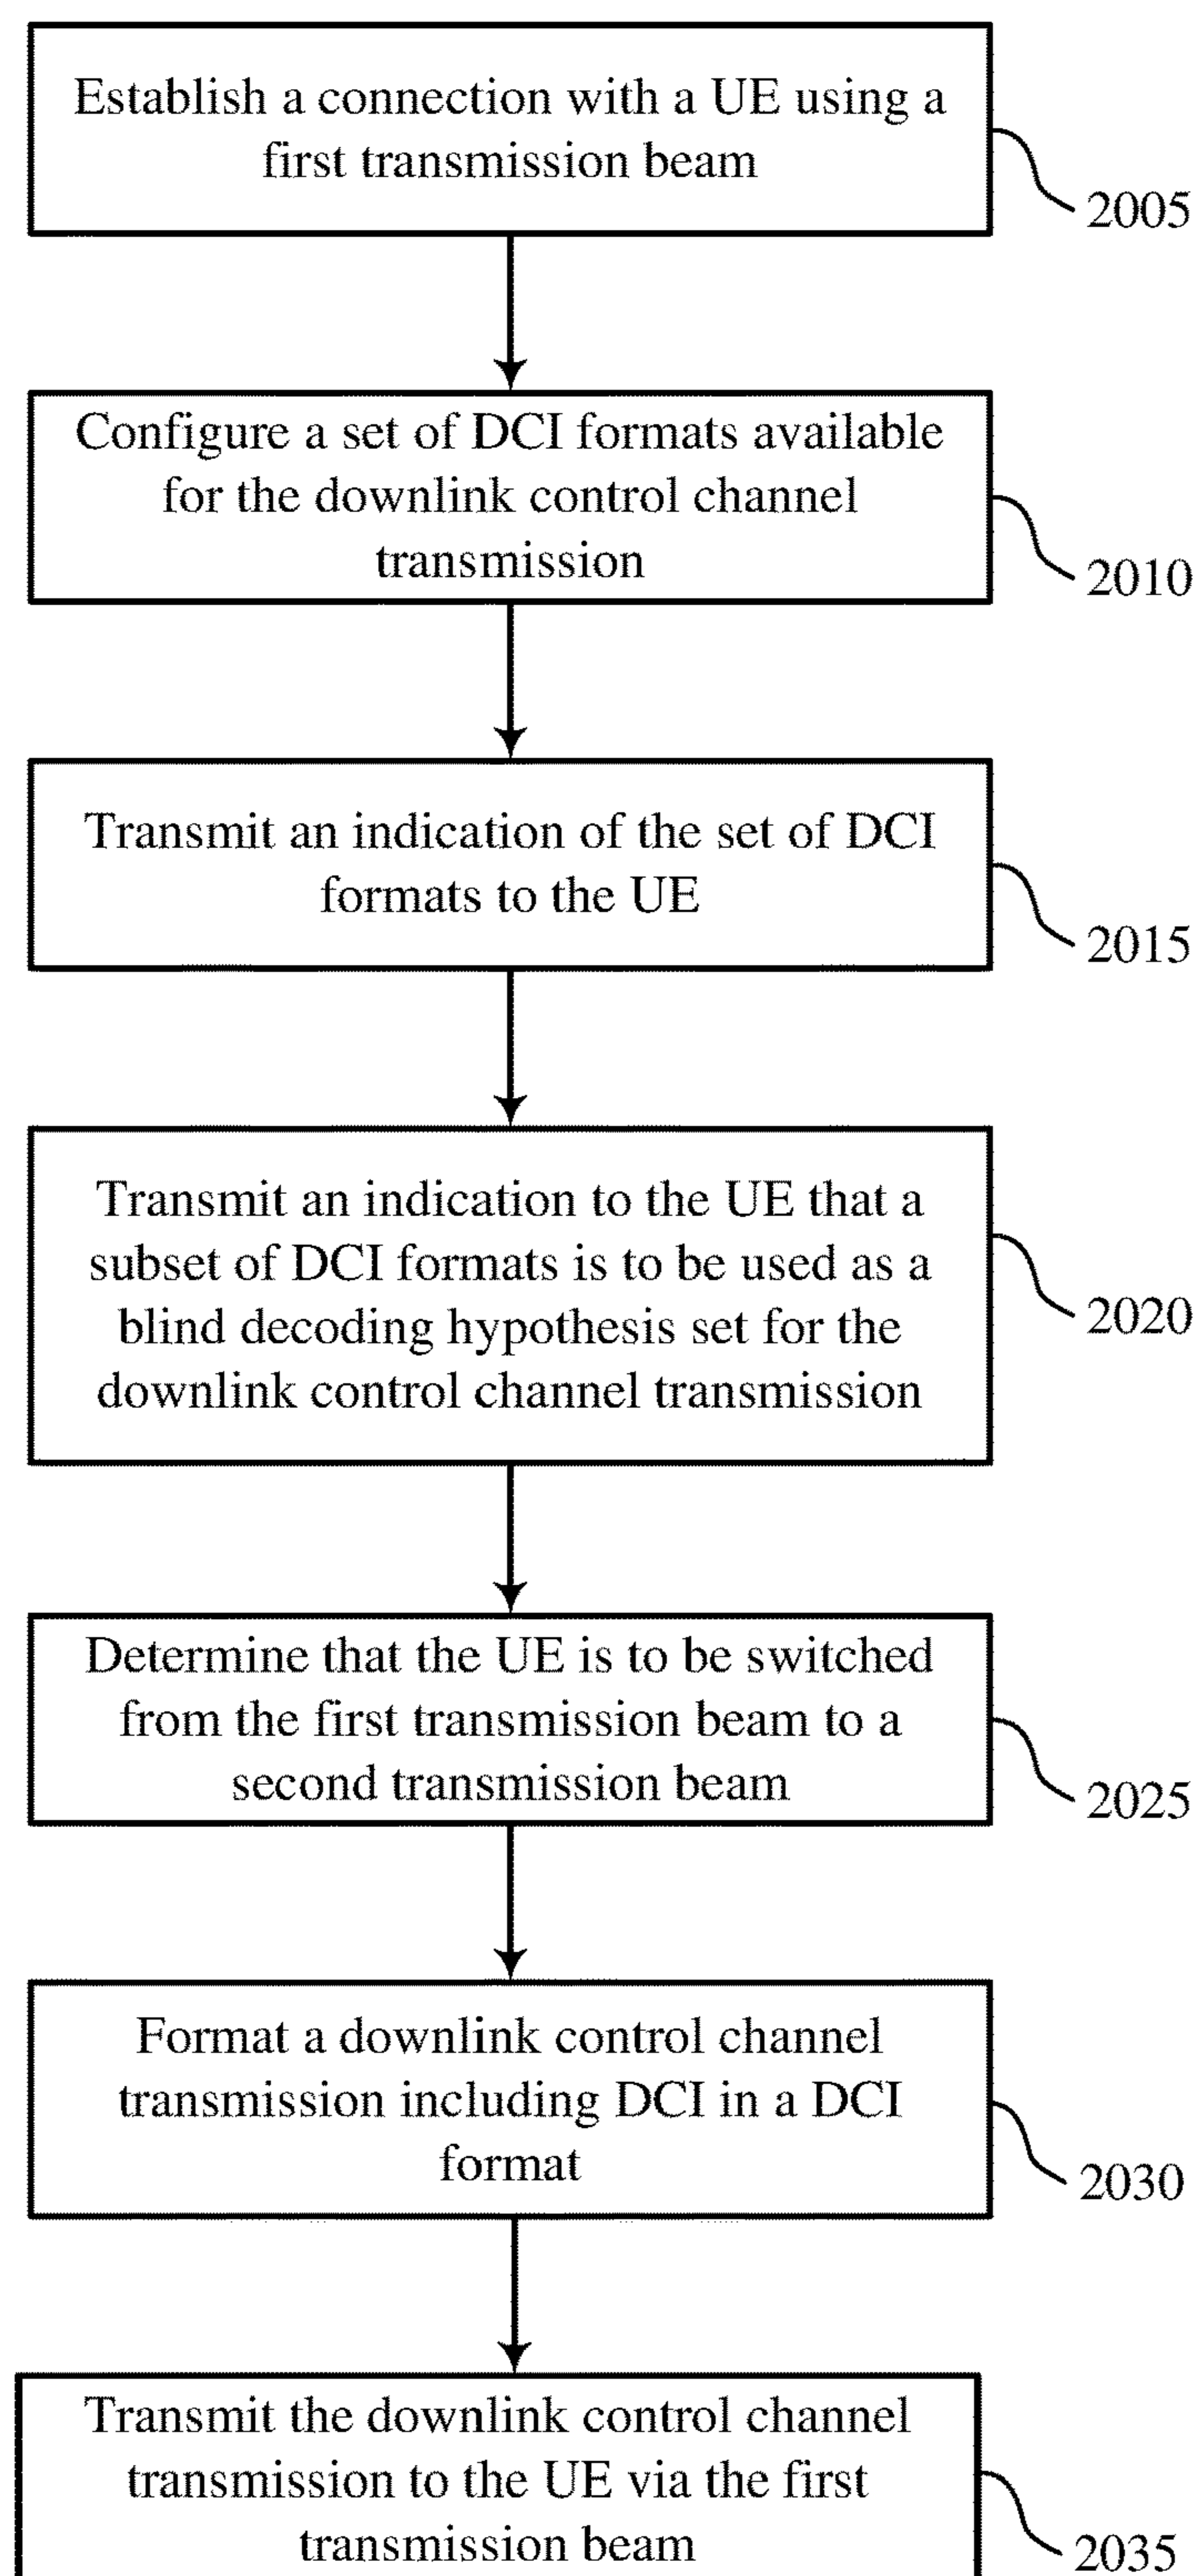 Establish a connection with a UE using a
first transmission beam
2005
Configure a set of DCI formats available
for the downlink control channel
transmission
2010
Transmit an indication of the set of DCI
formats to the UE
2015
Transmit an indication to the UE that a
subset of DCI formats is to be used as a
blind decoding hypothesis set for the
downlink control channel transmission
2020
Determine that the UE is to be switched
from the first transmission beam to a
second transmission beam
2025
Format a downlink control channel
transmission including DCI in a DCI
format
2030
Transmit the downlink control channel
transmission to the UE via the first
transmission beam
2035